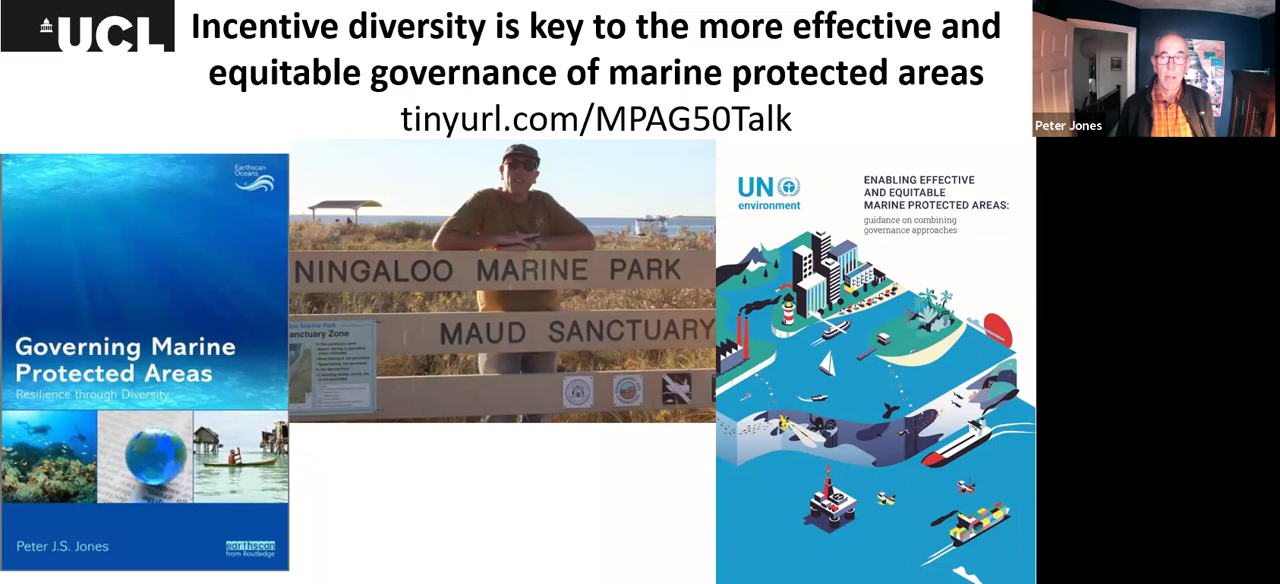 UCL
Incentive diversity is key to the more effective and
equitable governance of marine protected areas
tinyurl.com/MPAG50Talk
Peter Jones
Earthscan
Oceans
Governing Marine
Protected Areas
Resilience through Diversity
Peter J.S. Jones
earthscan
from Routledge
NINGALOO MARINE PARK
MAUD SANCTUARY
anctuary Zone
UN
environment
ENABLING EFFECTIVE
AND EQUITABLE
MARINE PROTECTED AREAS:
guidance on combining
governance approaches